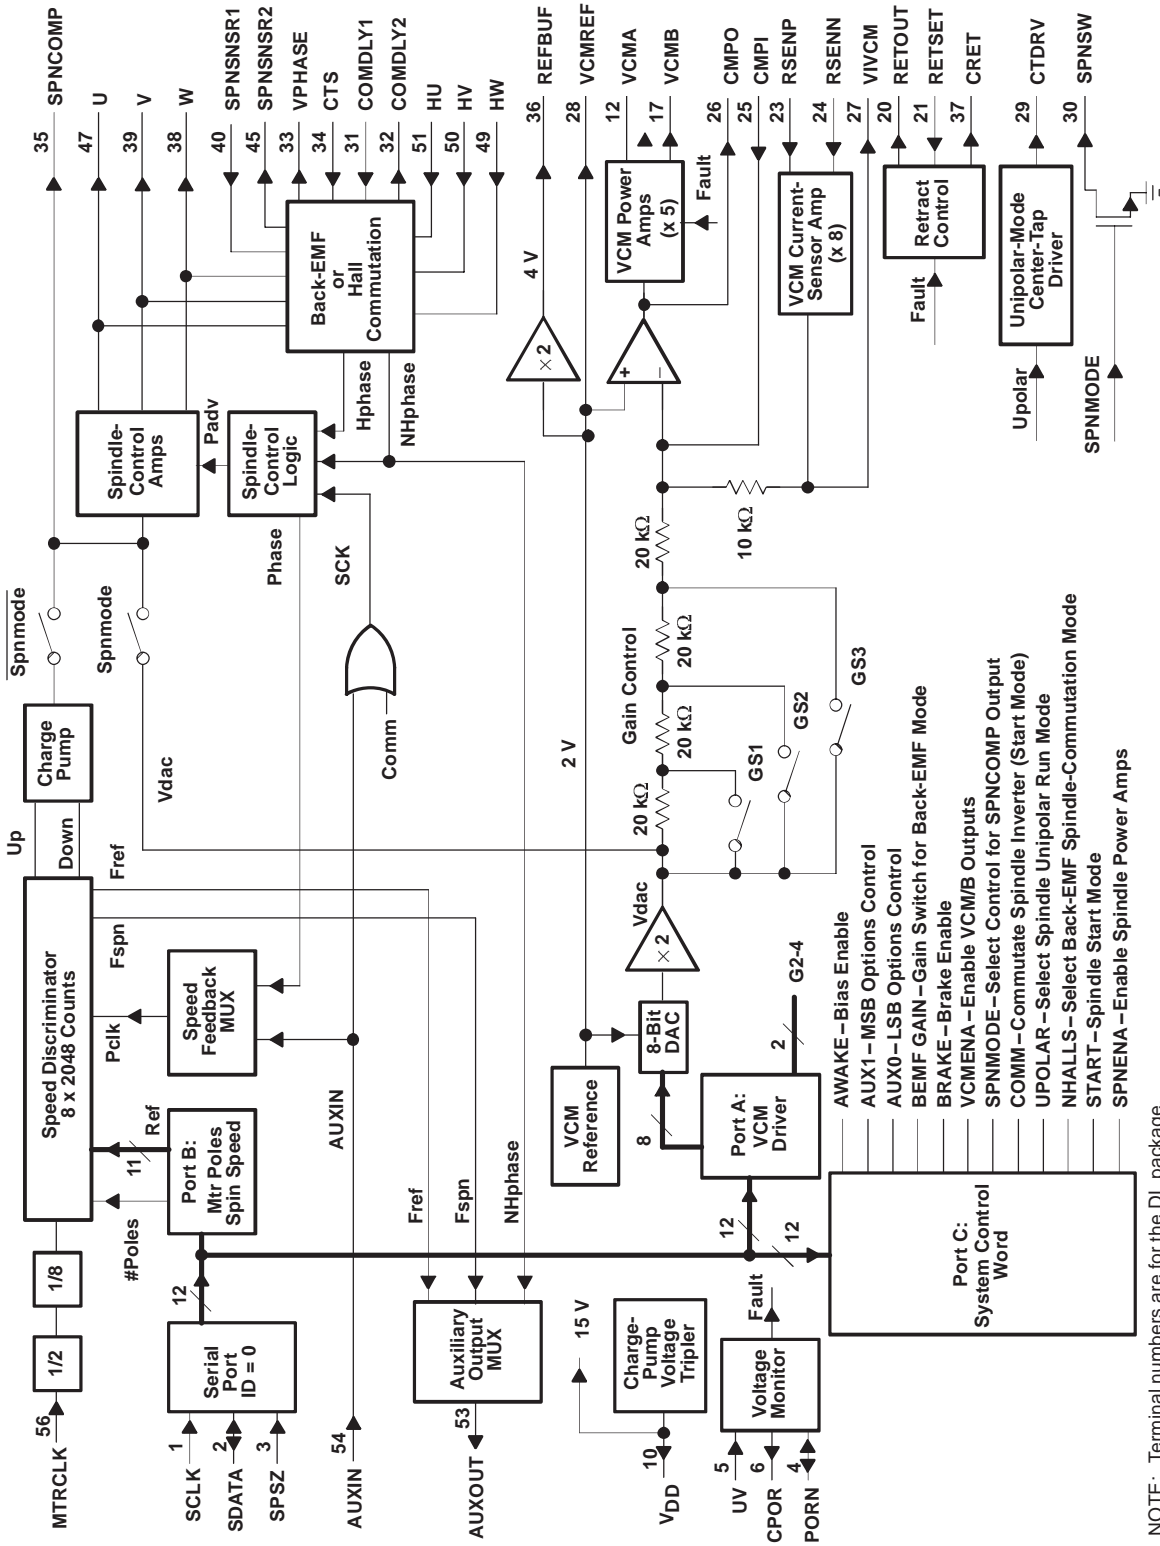 MTRCLK
56
1/2
1/8
Speed Discriminator
8 x 2048 Counts
Up
Down
Charge
Pump
Spnmode
Spnmode
Vdac
35
SPNCOMP
47
U
39
V
38
W
Spindle-
Control
Amps
Padv
Spindle-
Control
Logic
Phase
SCK
Hphase
NHphase
Back-EMF
or
Hall
Commutation
40
SPNSNSR1
45
SPNSNSR2
33
VPHASE
34
CTS
31
COMDLY1
32
COMDLY2
51
HU
50
HV
49
HW
#Poles
11
Ref
Port B:
Mtr Poles
Spin Speed
Pclk
Fspn
Fref
Speed
Feedback
MUX
12
Serial
Port
ID = 0
SCLK
1
SDATA
2
SPSZ
3
AUXIN
54
AUXIN
Comm
AUXOUT
53
Auxiliary
Output
MUX
Fref
Fspn
NHphase
15 V
VDD
10
Charge-
Pump
Voltage
Tripler
UV
5
CPOR
6
PORN
4
Voltage
Monitor
Fault
12
12
VCM
Reference
8
8-Bit
DAC
Port A:
VCM
Driver
2
G2-4
× 2
Vdac
2 V
Gain Control
20 kΩ
20 kΩ
20 kΩ
20 kΩ
10 kΩ
GS1
GS2
GS3
× 2
4 V
36
REFBUF
28
VCMREF
+
–
VCM Power
Amps
(x 5)
Fault
12
VCMA
17
VCMB
26
CMPO
25
CMPI
VCM Current-
Sensor Amp
(x 8)
23
RSENP
24
RSENN
27
VIVCM
Fault
Retract
Control
20
RETOUT
21
RETSET
37
CRET
Upolar
Unipolar-Mode
Center-Tap
Driver
29
CTDRV
SPNMODE
30
SPNSW
Port C:
System Control
Word
AWAKE–Bias Enable
AUX1–MSB Options Control
AUX0–LSB Options Control
BEMF GAIN–Gain Switch for Back-EMF Mode
BRAKE–Brake Enable
VCMENA–Enable VCM/B Outputs
SPNMODE–Select Control for SPNCOMP Output
COMM–Commutate Spindle Inverter (Start Mode)
UPOLAR–Select Spindle Unipolar Run Mode
NHALLS–Select Back-EMF Spindle-Commutation Mode
START–Spindle Start Mode
SPNENA–Enable Spindle Power Amps
NOTE: Terminal numbers are for the DL package